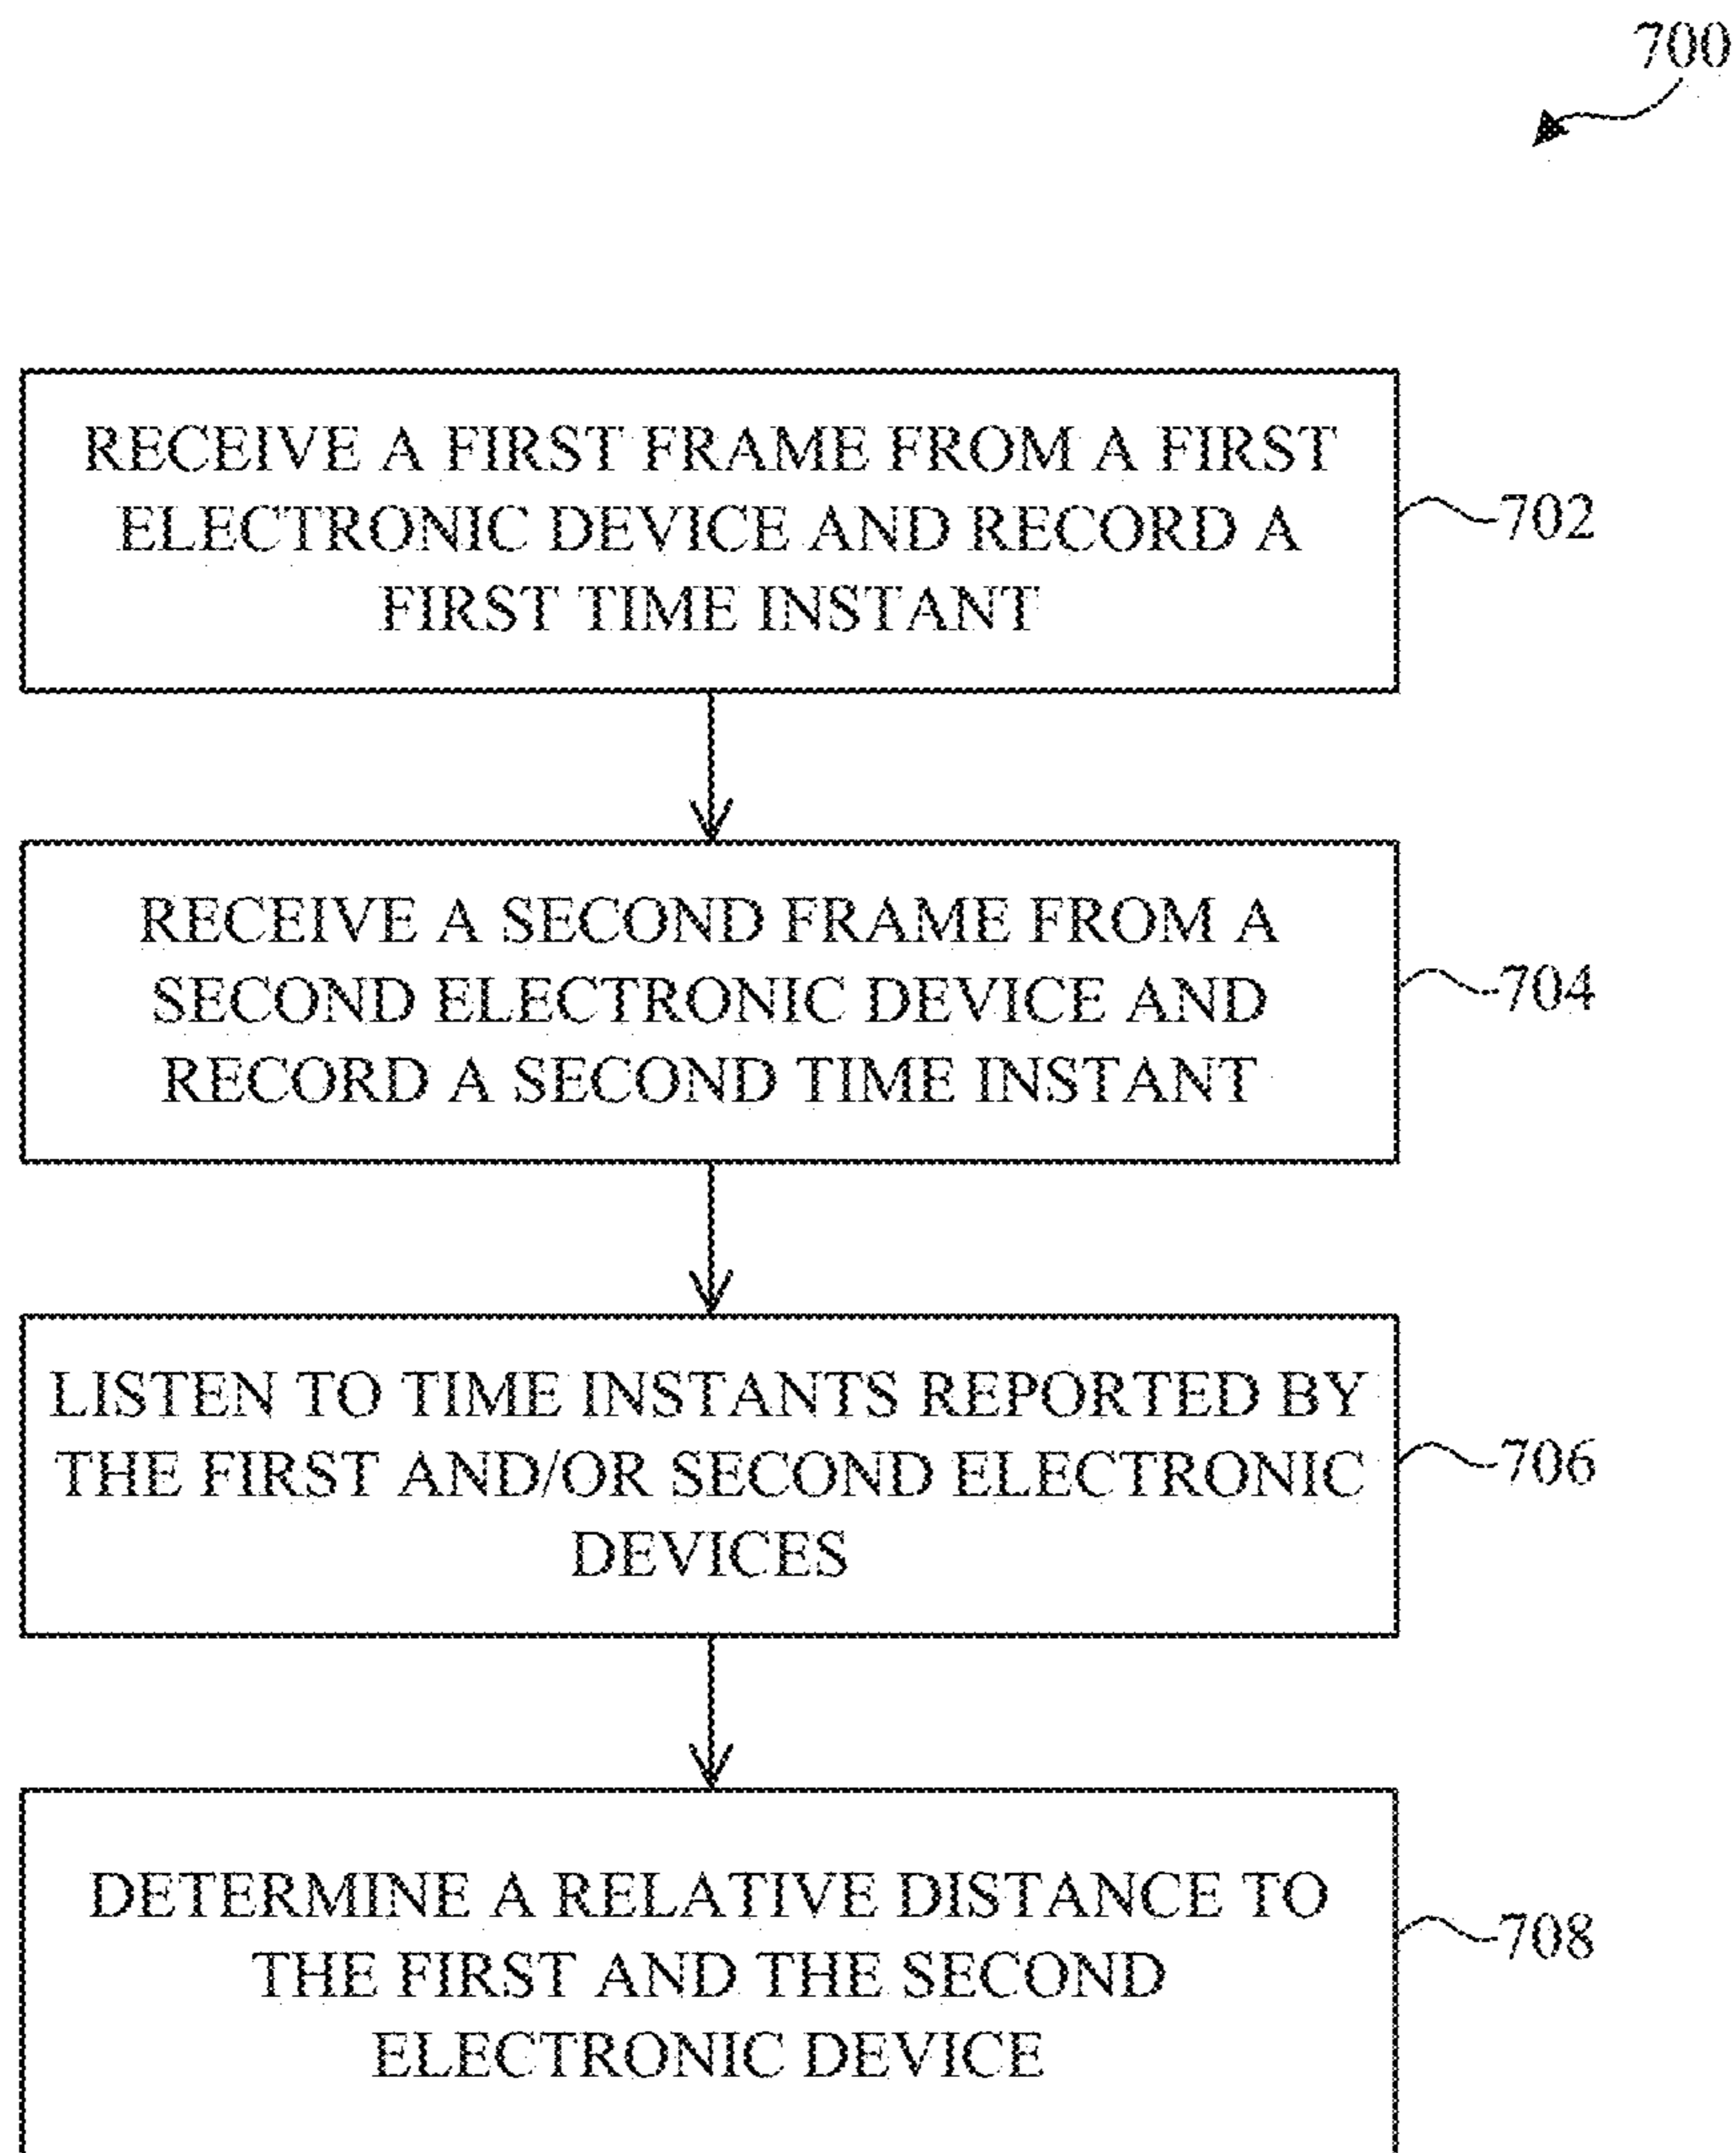 700
RECEIVE A FIRST FRAME FROM A FIRST
ELECTRONIC DEVICE AND RECORD A
FIRST TIME INSTANT
702
RECEIVE A SECOND FRAME FROM A
SECOND ELECTRONIC DEVICE AND
RECORD A SECOND TIME INSTANT
704
LISTEN TO TIME INSTANTS REPORTED BY
THE FIRST AND/OR SECOND ELECTRONIC
DEVICES
706
DETERMINE A RELATIVE DISTANCE TO
THE FIRST AND THE SECOND
ELECTRONIC DEVICE
708